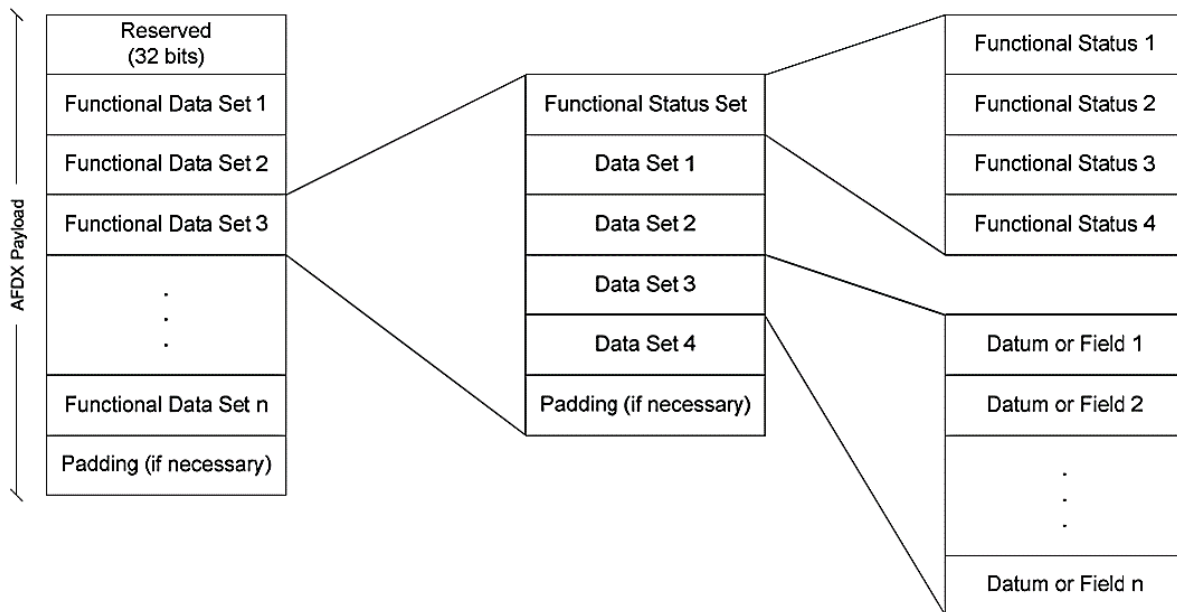 AFDX Payload
Reserved
(32 bits)
Functional Data Set 1
Functional Data Set 2
Functional Data Set 3
.
.
.
Functional Data Set n
Padding (if necessary)
Functional Status Set
Data Set 1
Data Set 2
Data Set 3
Data Set 4
Padding (if necessary)
Functional Status 1
Functional Status 2
Functional Status 3
Functional Status 4
Datum or Field 1
Datum or Field 2
.
.
.
Datum or Field n